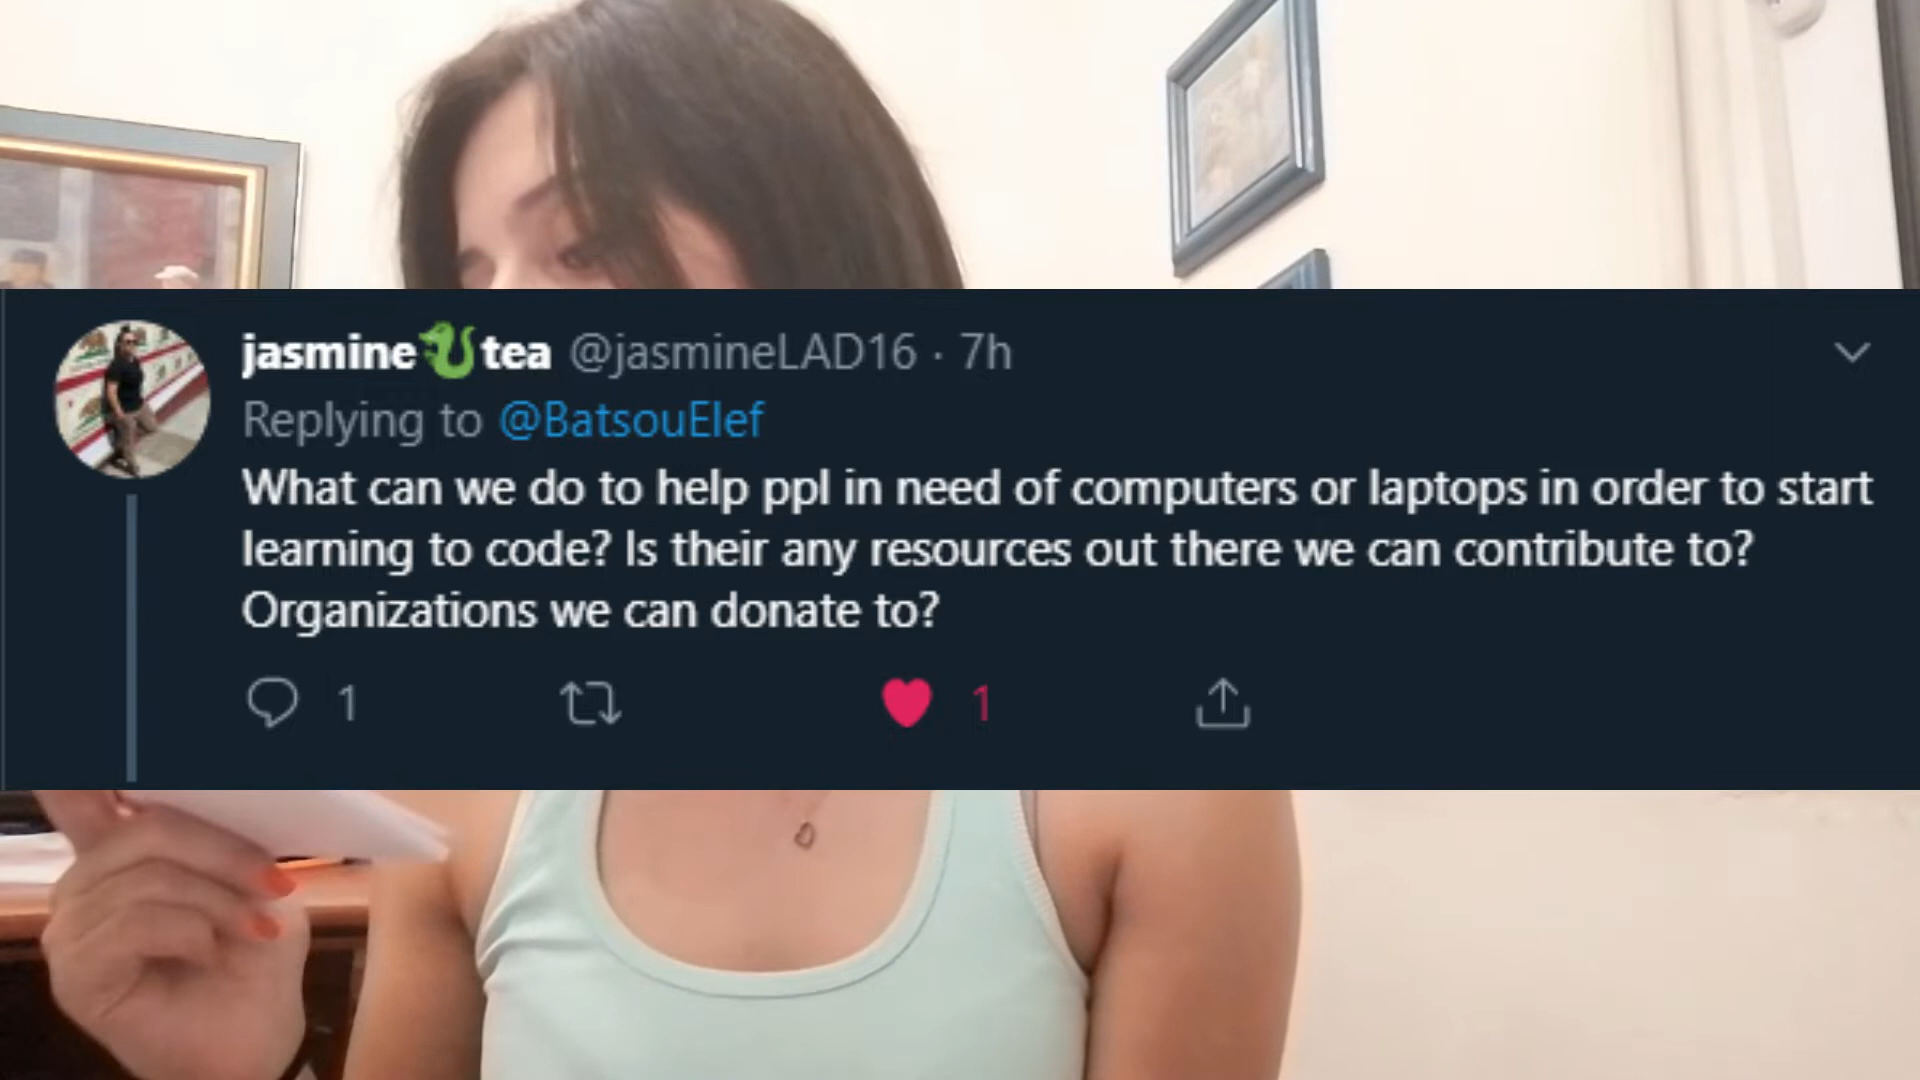 jasmine🐉tea @jasmineLAD16 · 7h
Replying to @BatsouElef
What can we do to help ppl in need of computers or laptops in order to start
learning to code? Is their any resources out there we can contribute to?
Organizations we can donate to?
1 1